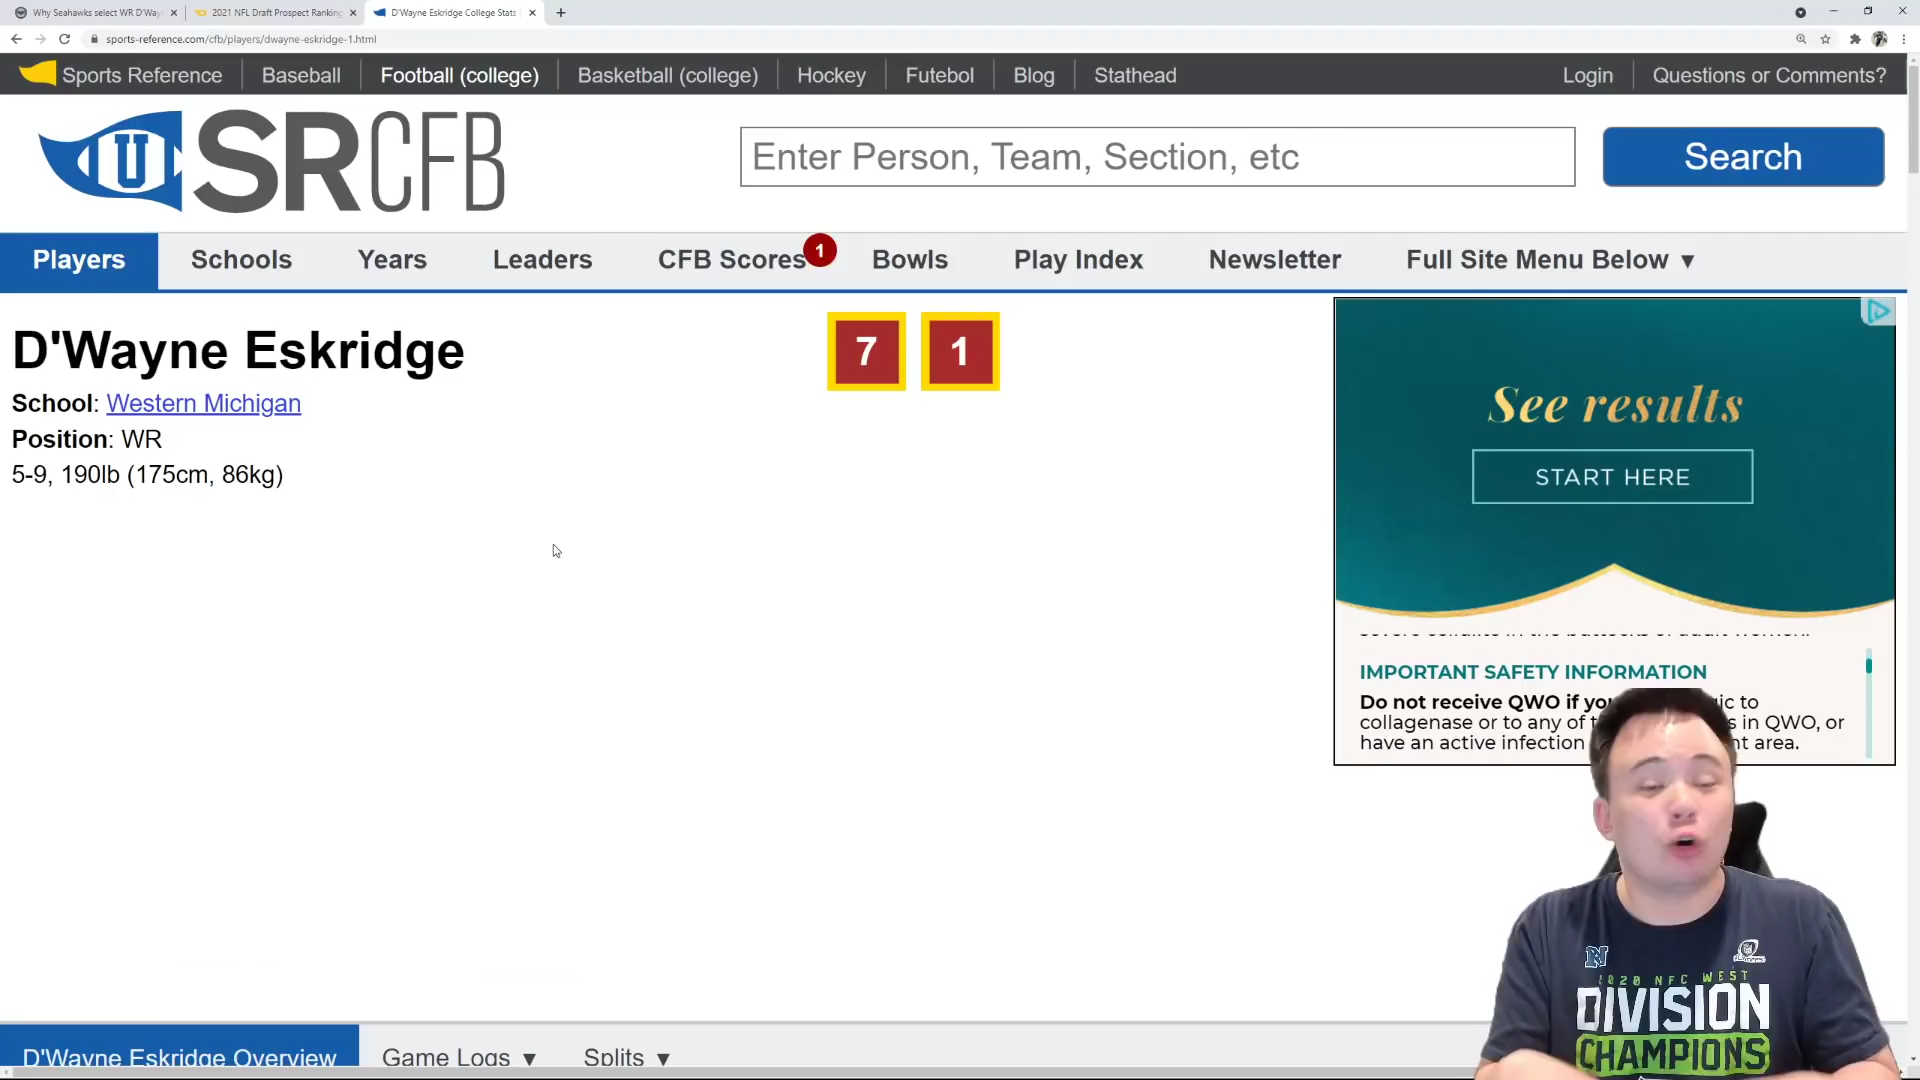 Why Seahawks select WR D'Way
2021 NFL Draft Prospect Ranking
D'Wayne Eskridge College Stats
sports-reference.com/cfb/players/dwayne-eskridge-1.html
Sports Reference
Baseball
Football (college)
Basketball (college)
Hockey
Futebol
Blog
Stathead
Login
Questions or Comments?
U SRCFB
Enter Person, Team, Section, etc
Search
Players
Schools
Years
Leaders
CFB Scores
1
Bowls
Play Index
Newsletter
Full Site Menu Below ▼
D'Wayne Eskridge
7
1
School: Western Michigan
Position: WR
5-9, 190lb (175cm, 86kg)
See results
START HERE
IMPORTANT SAFETY INFORMATION
Do not receive QWO if you ic to
collagenase or to any of t s in QWO, or
have an active infection nt area.
N
2020 NFC WEST
DIVISION
CHAMPIONS
D'Wayne Eskridge Overview
Game Logs ▼
Splits ▼